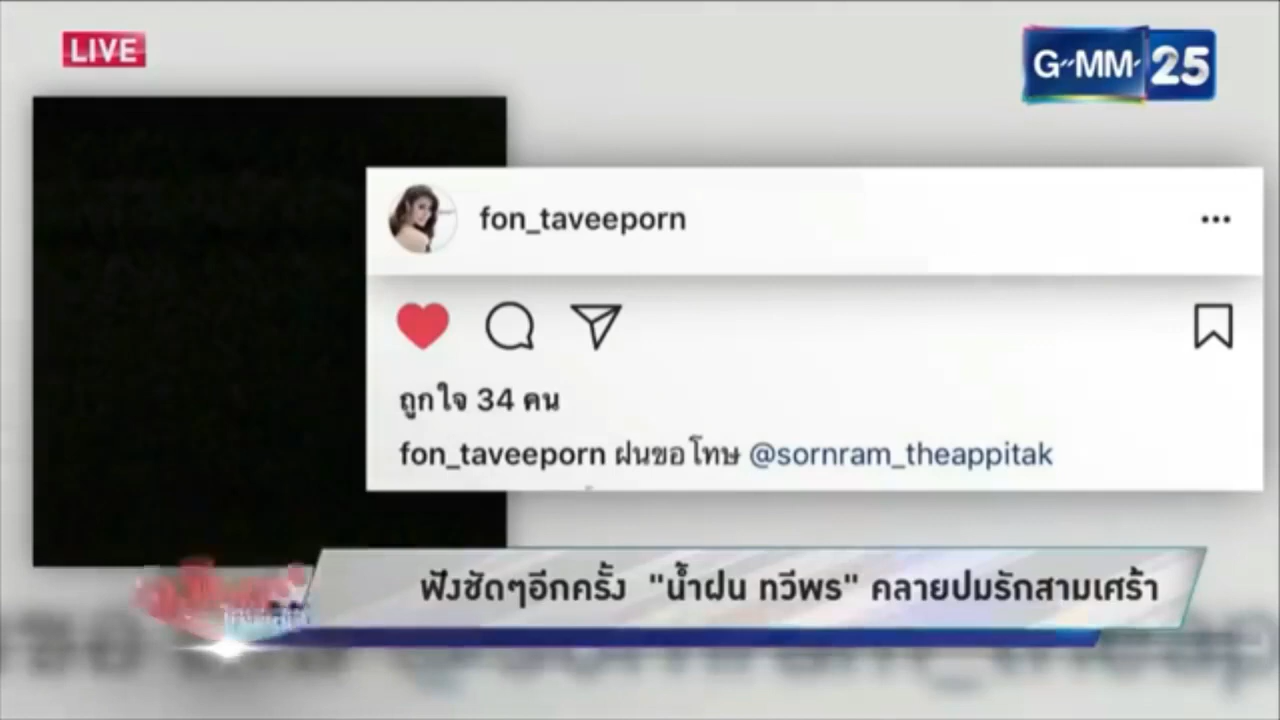 LIVE
GMM 25
fon_taveeporn
ถูกใจ 34 คน
fon_taveeporn ฝนขอโทษ @sornram_theappitak
ฟังชัดๆอีกครั้ง "น้ำฝน ทวีพร" คลายปมรักสามเศร้า